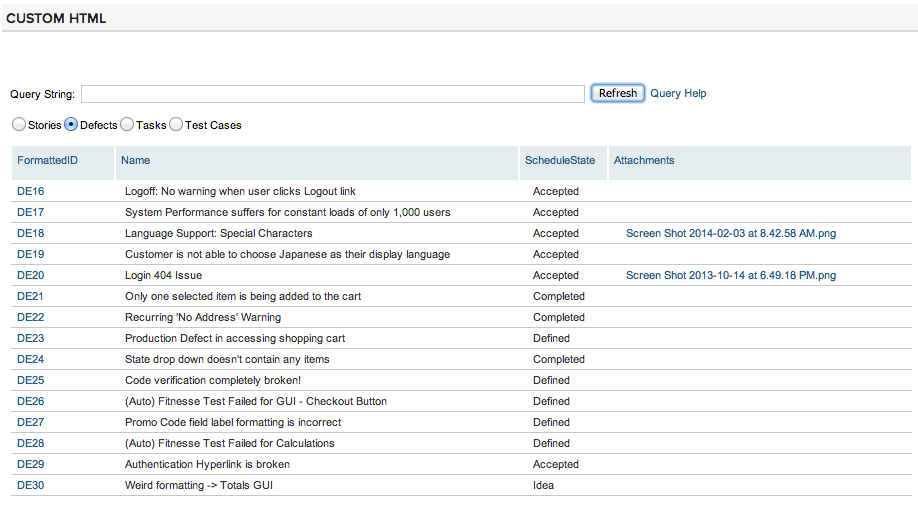 CUSTOM HTML
Query String: Refresh Query Help
Stories Defects Tasks Test Cases
FormattedID Name ScheduleState Attachments
DE16 Logoff: No warning when user clicks Logout link Accepted
DE17 System Performance suffers for constant loads of only 1,000 users Accepted
DE18 Language Support: Special Characters Accepted Screen Shot 2014-02-03 at 8.42.58 AM.png
DE19 Customer is not able to choose Japanese as their display language Accepted
DE20 Login 404 Issue Accepted Screen Shot 2013-10-14 at 6.49.18 PM.png
DE21 Only one selected item is being added to the cart Completed
DE22 Recurring 'No Address' Warning Completed
DE23 Production Defect in accessing shopping cart Defined
DE24 State drop down doesn't contain any items Completed
DE25 Code verification completely broken! Defined
DE26 (Auto) Fitnesse Test Failed for GUI - Checkout Button Defined
DE27 Promo Code field label formatting is incorrect Defined
DE28 (Auto) Fitnesse Test Failed for Calculations Defined
DE29 Authentication Hyperlink is broken Accepted
DE30 Weird formatting -> Totals GUI Idea